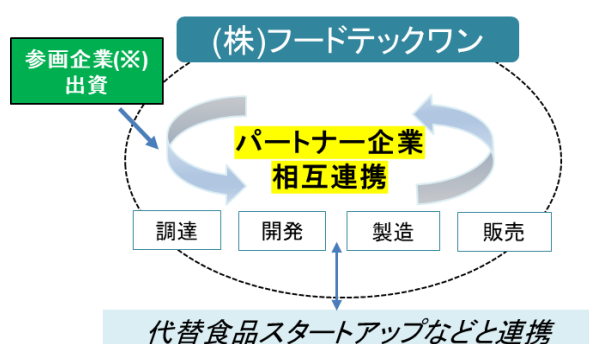 (株)フードテックワン
参画企業(※)
出資
パートナー企業
相互連携
調達
開発
製造
販売
代替食品スタートアップなどと連携